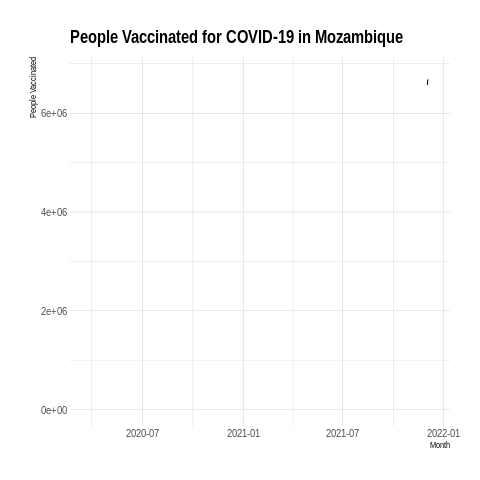 People Vaccinated for COVID-19 in Mozambique
People Vaccinated
6e+06
4e+06
2e+06
0e+00
2020-07 2021-01 2021-07 2022-01
Month